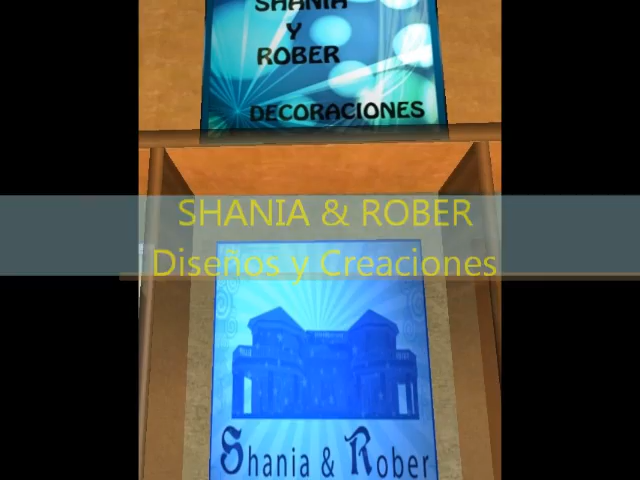 SHANIA
Y
ROBER
DECORACIONES
SHANIA & ROBER
Diseños y Creaciones
Shania & Rober